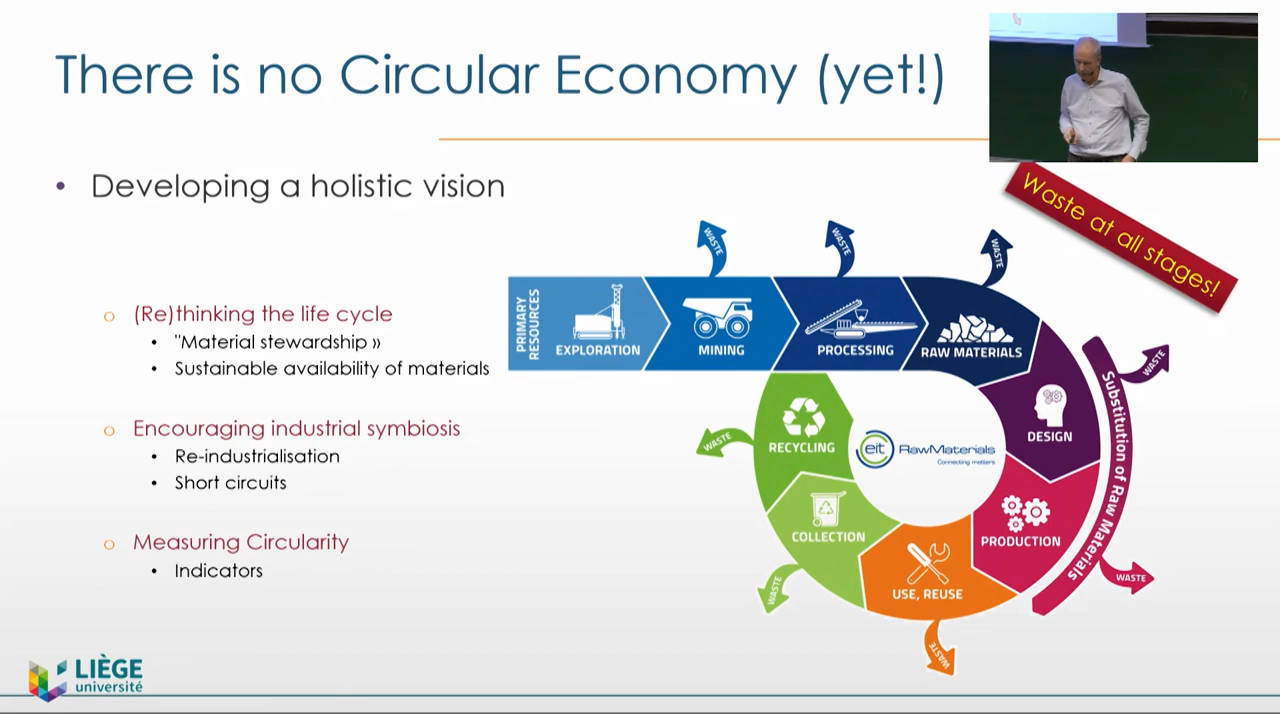 There is no Circular Economy (yet!)
• Developing a holistic vision
Waste at all stages!
o (Re)thinking the life cycle
• "Material stewardship »
• Sustainable availability of materials
o Encouraging industrial symbiosis
• Re-industrialisation
• Short circuits
o Measuring Circularity
• Indicators
WASTE
WASTE
WASTE
PRIMARY
RESOURCES
EXPLORATION
MINING
PROCESSING
RAW MATERIALS
WASTE
DESIGN
Substitution of Raw Materials
PRODUCTION
WASTE
USE, REUSE
WASTE
COLLECTION
WASTE
RECYCLING
WASTE
eit RawMaterials
Connecting matters
LIÈGE
université